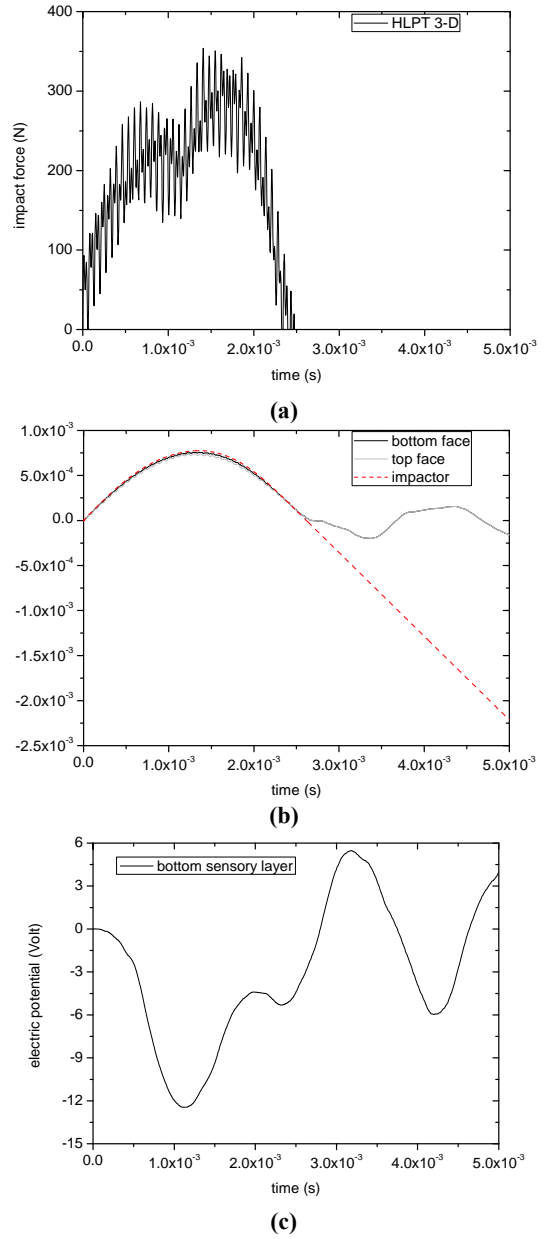 400
HLPT 3-D
300
200
100
0
impact force (N)
0.0 1.0x10⁻³ 2.0x10⁻³ 3.0x10⁻³ 4.0x10⁻³ 5.0x10⁻³
time (s)
(a)
1.0x10⁻³
bottom face
top face
impactor
5.0x10⁻⁴
0.0
-5.0x10⁻⁴
-1.0x10⁻³
-1.5x10⁻³
-2.0x10⁻³
-2.5x10⁻³
0.0 1.0x10⁻³ 2.0x10⁻³ 3.0x10⁻³ 4.0x10⁻³ 5.0x10⁻³
time (s)
(b)
6
bottom sensory layer
3
0
-3
-6
-9
-12
-15
electric potential (Volt)
0.0 1.0x10⁻³ 2.0x10⁻³ 3.0x10⁻³ 4.0x10⁻³ 5.0x10⁻³
time (s)
(c)